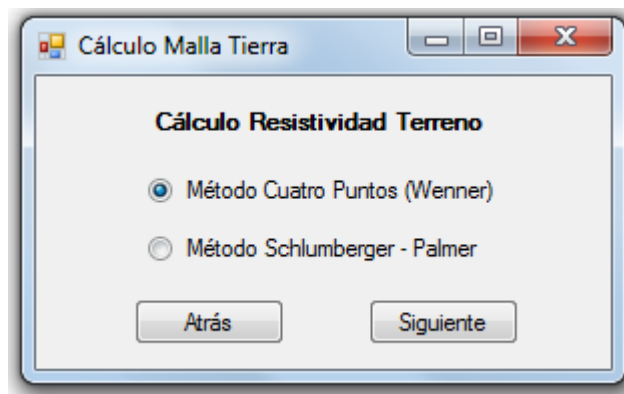 Cálculo Malla Tierra
Cálculo Resistividad Terreno
Método Cuatro Puntos (Wenner)
Método Schlumberger - Palmer
Atrás Siguiente